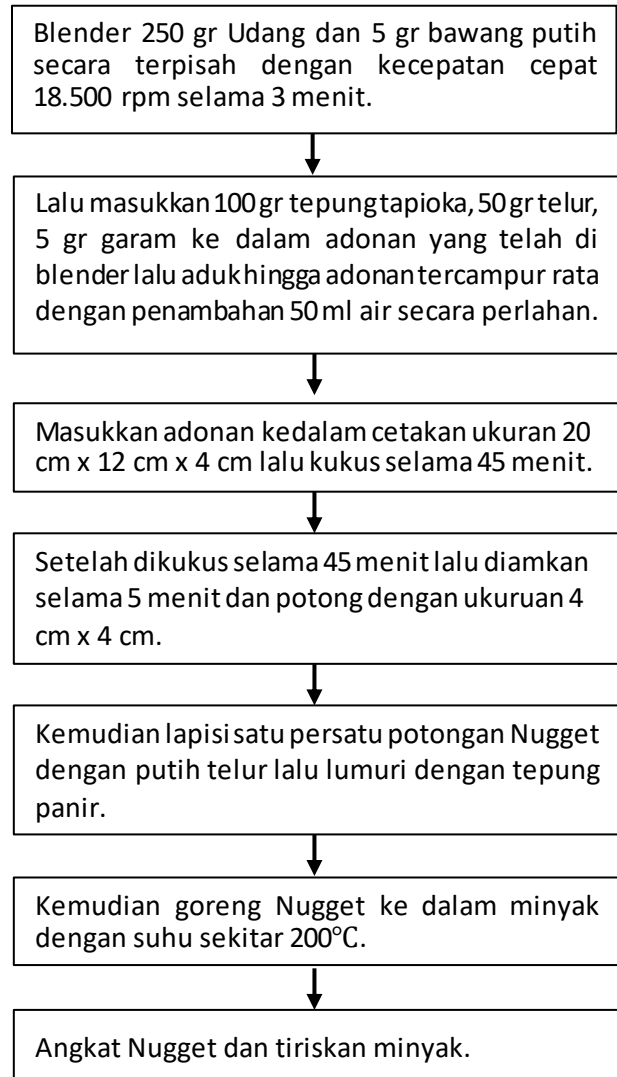 Blender 250 gr Udang dan 5 gr bawang putih
secara terpisah dengan kecepatan cepat
18.500 rpm selama 3 menit.
Lalu masukkan 100 gr tepung tapioka, 50 gr telur,
5 gr garam ke dalam adonan yang telah di
blender lalu aduk hingga adonan tercampur rata
dengan penambahan 50 ml air secara perlahan.
Masukkan adonan kedalam cetakan ukuran 20
cm x 12 cm x 4 cm lalu kukus selama 45 menit.
Setelah dikukus selama 45 menit lalu diamkan
selama 5 menit dan potong dengan ukuruan 4
cm x 4 cm.
Kemudian lapisi satu persatu potongan Nugget
dengan putih telur lalu lumuri dengan tepung
panir.
Kemudian goreng Nugget ke dalam minyak
dengan suhu sekitar 200℃.
Angkat Nugget dan tiriskan minyak.